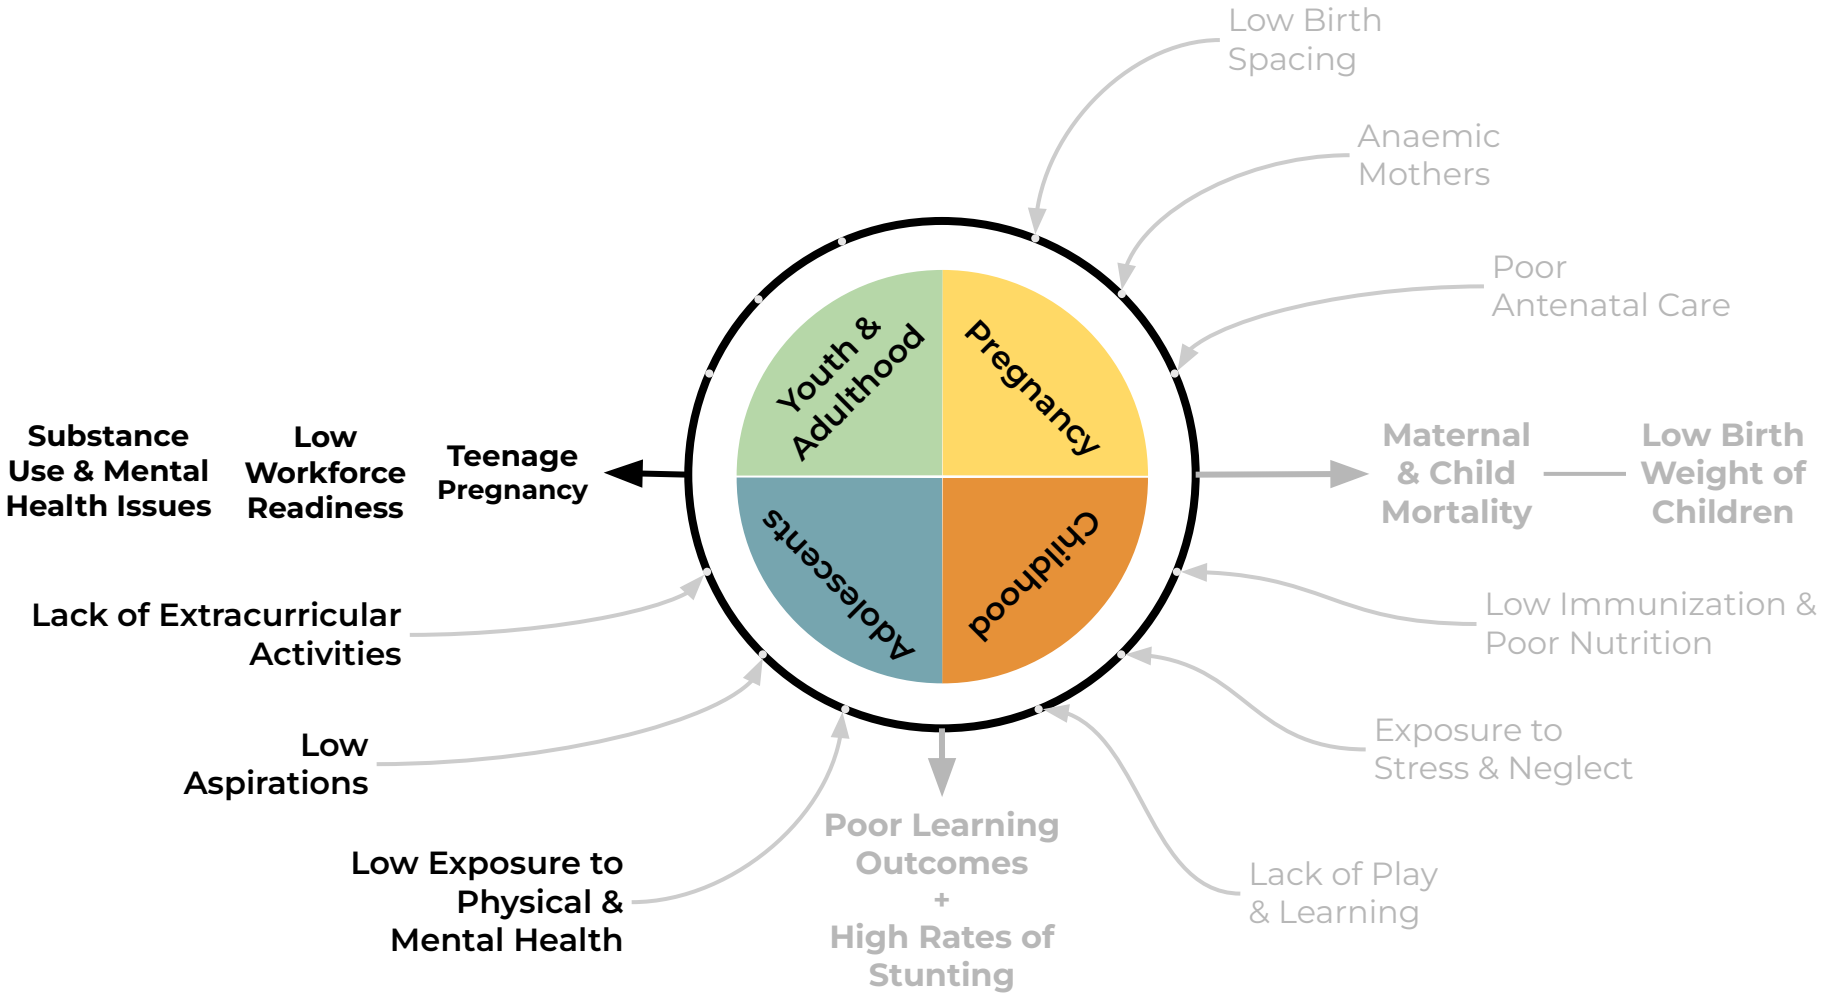 Low Birth
Spacing
Anaemic
Mothers
Poor
Antenatal Care
Youth &
Adulthood
Pregnancy
Adolescents
Childhood
Substance
Use & Mental
Health Issues
Low
Workforce
Readiness
Teenage
Pregnancy
Maternal
& Child
Mortality
Low Birth
Weight of
Children
Lack of Extracurricular
Activities
Low
Aspirations
Low Exposure to
Physical &
Mental Health
Poor Learning
Outcomes
+
High Rates of
Stunting
Low Immunization &
Poor Nutrition
Exposure to
Stress & Neglect
Lack of Play
& Learning